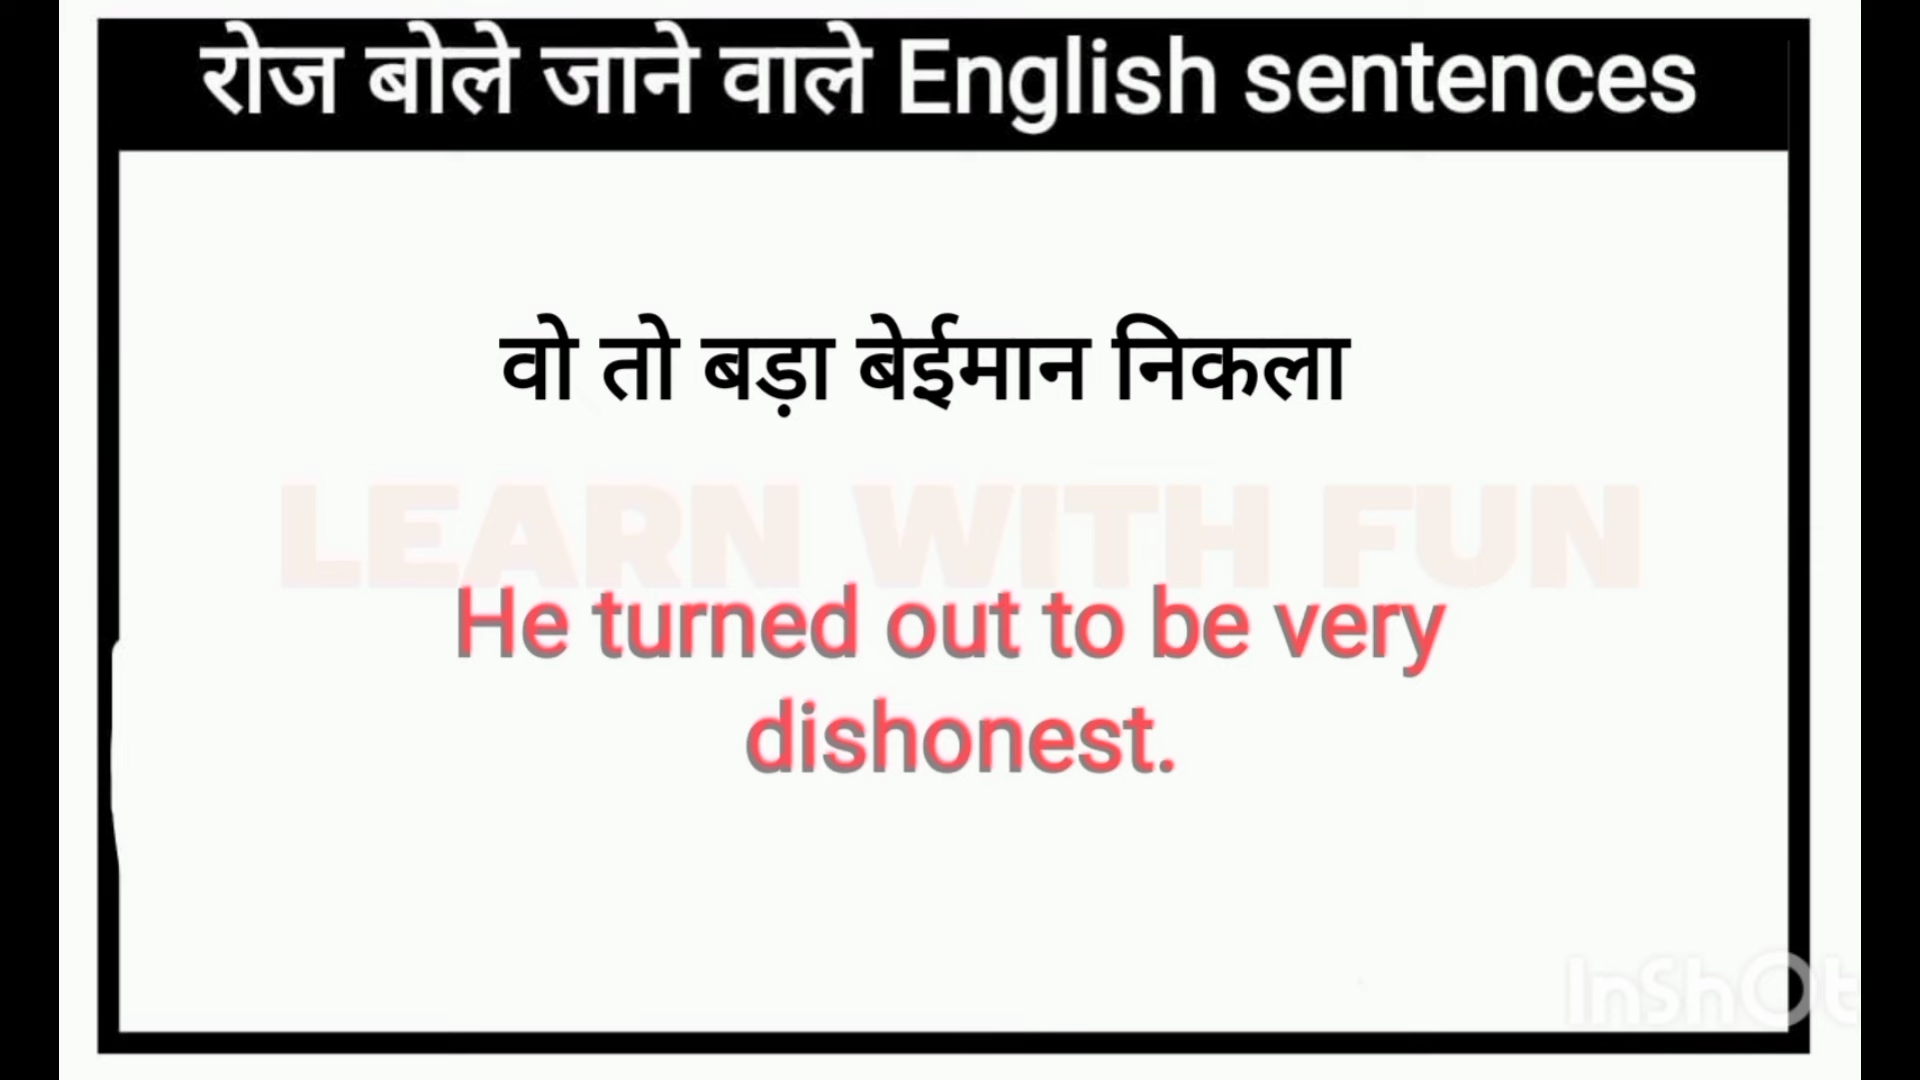 रोज बोले जाने वाले English sentences
वो तो बड़ा बेईमान निकला
LEARN WITH FUN
He turned out to be very
dishonest.
InShOt